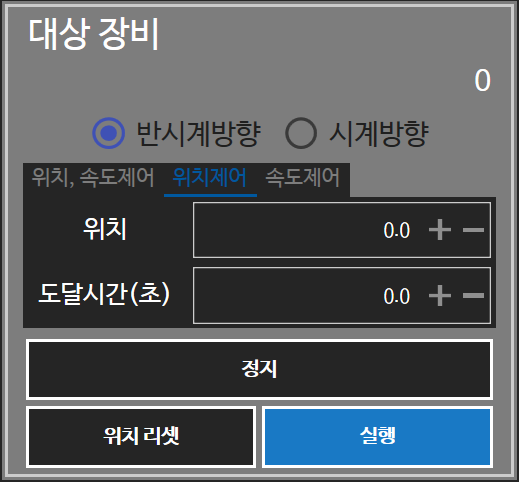 대상 장비
0
반시계방향 시계방향
위치, 속도제어 위치제어 속도제어
위치 0.0
도달시간(초) 0.0
정지
위치 리셋 실행